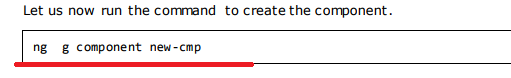 Let us now run the command to create the component.
ng g component new-cmp